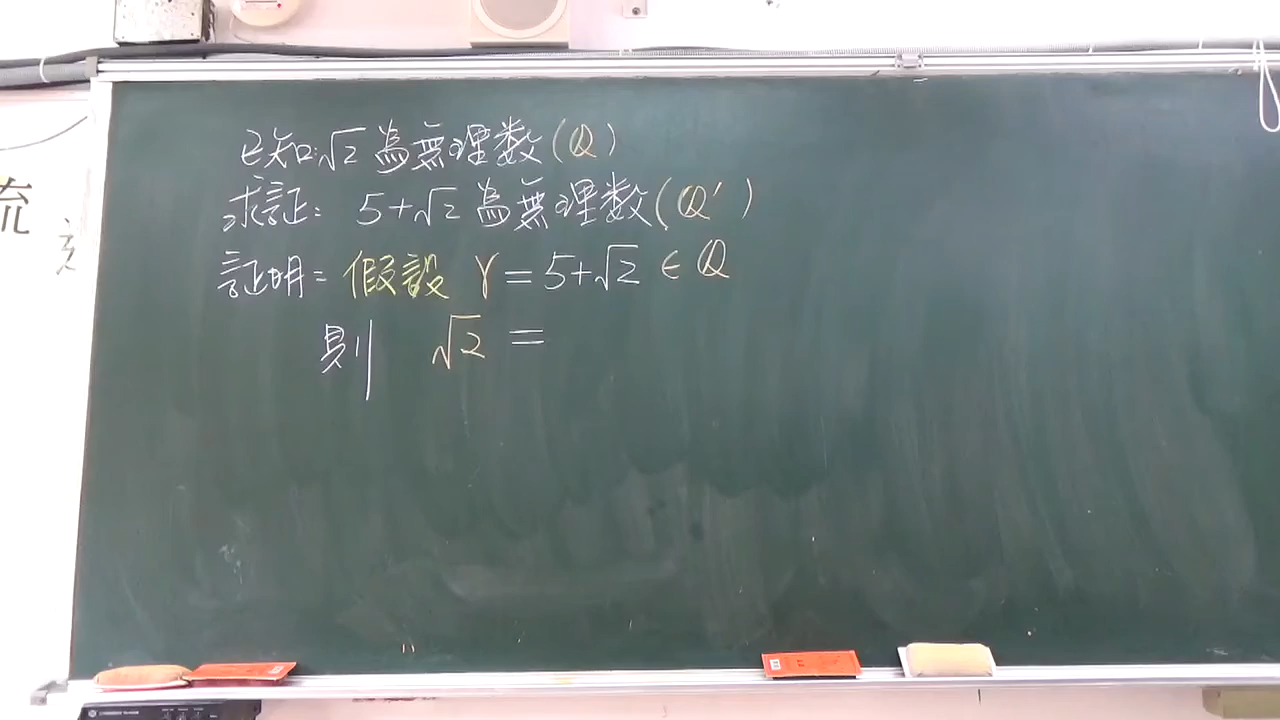 已知:√2 為無理數(Q)
求証: 5+√2 為無理數(Q')
証明: 假設 r = 5+√2 ∈ Q
則 √2 =
流